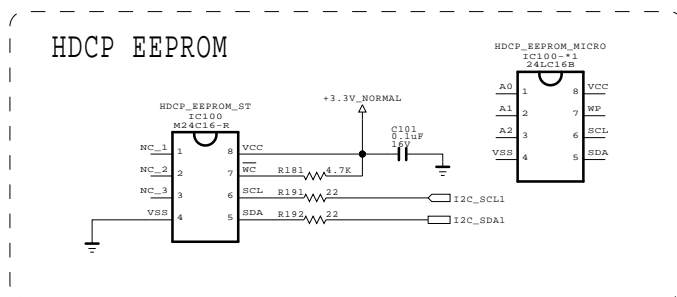 HDCP EEPROM
HDCP_EEPROM_MICRO
IC100-*1
24LC16B
A0 1 8 VCC
A1 2 7 WP
A2 3 6 SCL
VSS 4 5 SDA
+3.3V_NORMAL
HDCP_EEPROM_ST
IC100
M24C16-R
C101
0.1uF
16V
NC_1 1 8 VCC
NC_2 2 7 WC R181 4.7K
NC_3 3 6 SCL R191 22 I2C_SCL1
VSS 4 5 SDA R192 22 I2C_SDA1